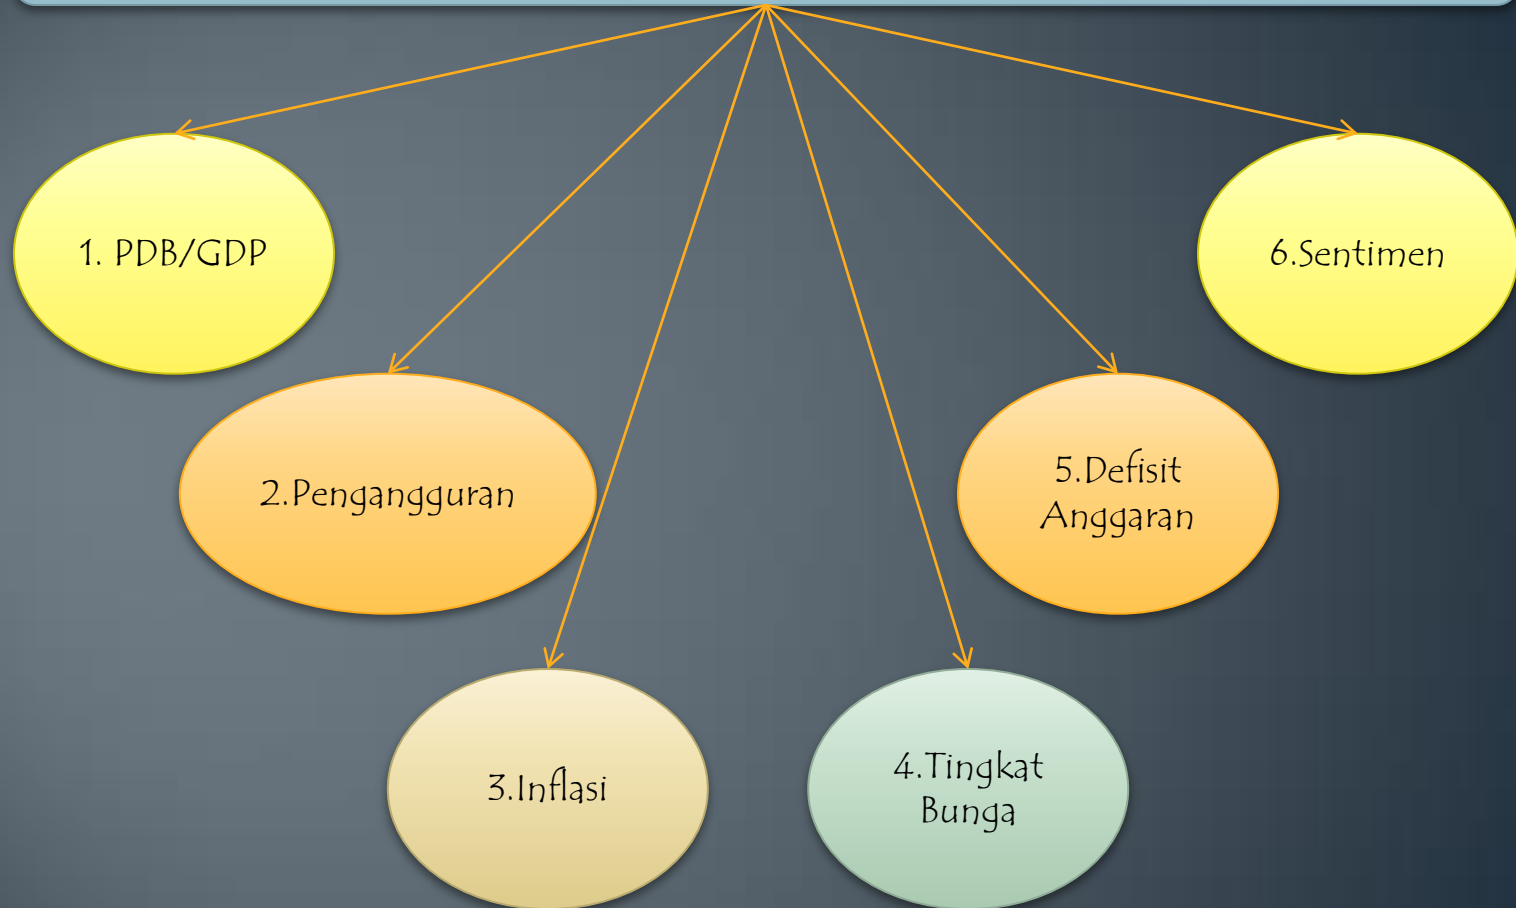 1. PDB/GDP
2.Pengangguran
3.Inflasi
4.Tingkat
Bunga
5.Defisit
Anggaran
6.Sentimen